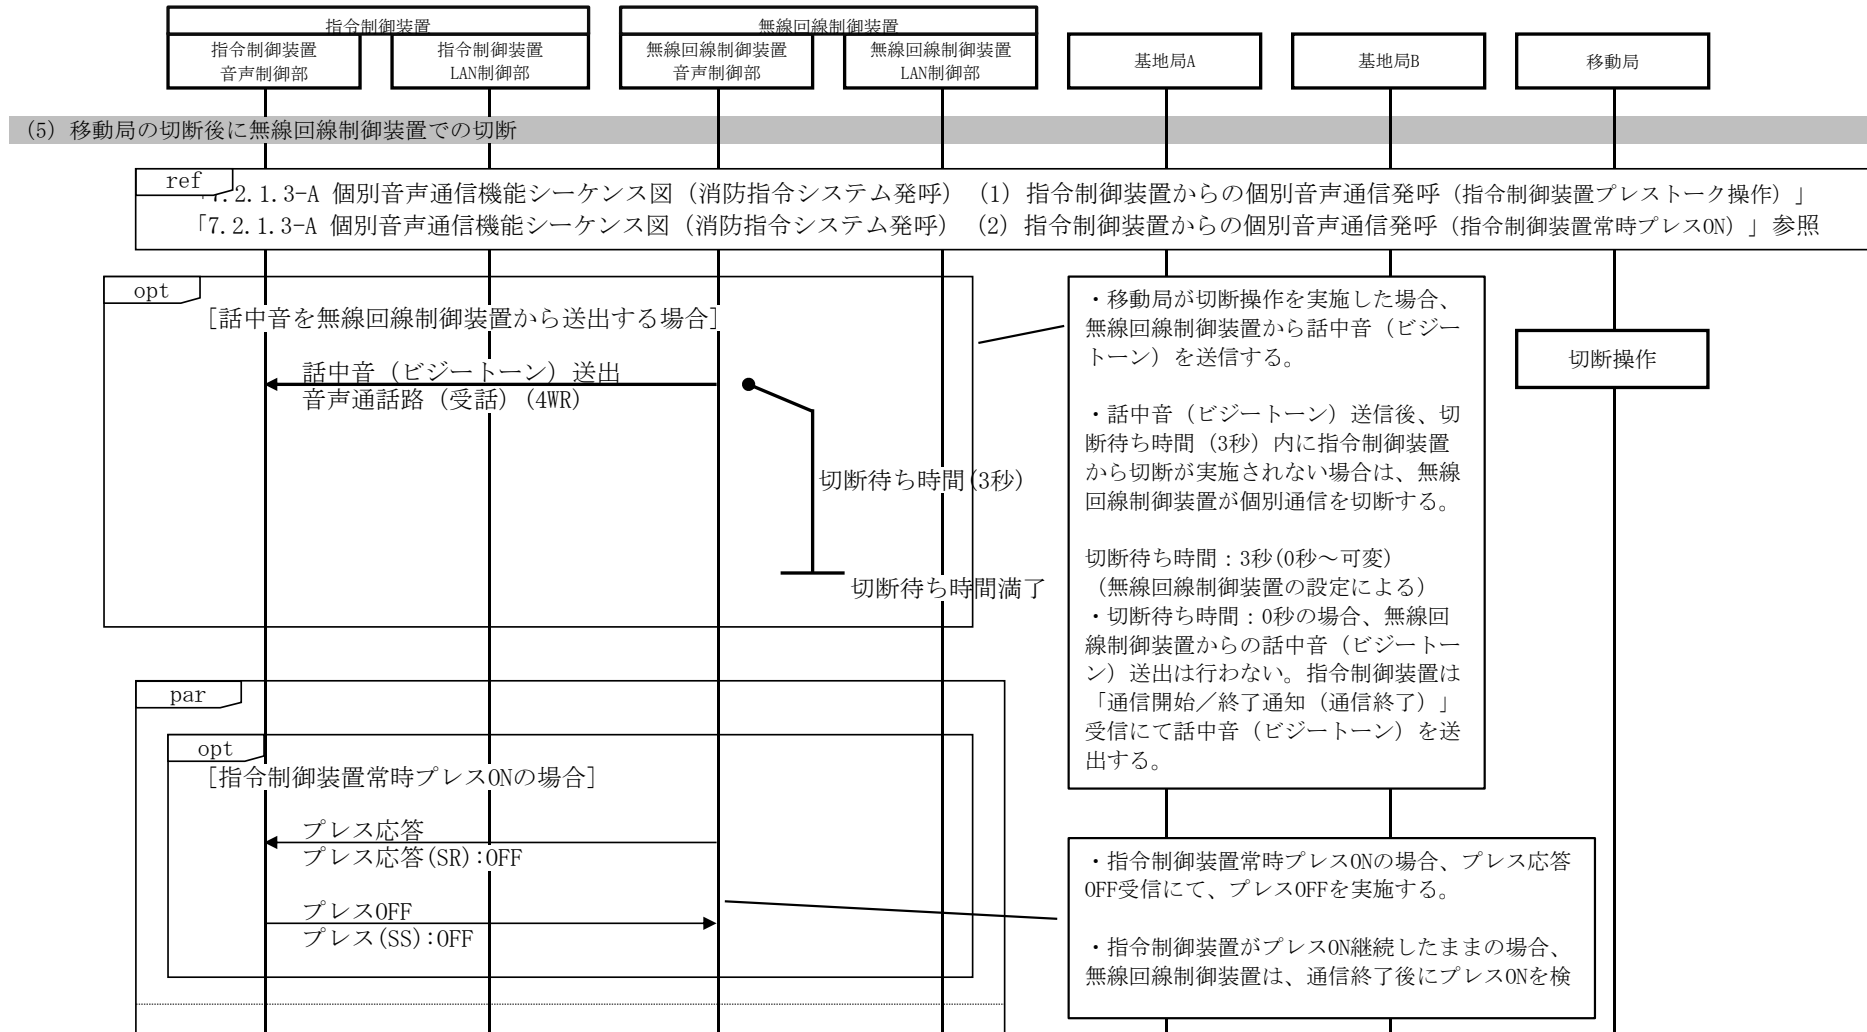 指令制御装置
無線回線制御装置
指令制御装置
音声制御部
指令制御装置
LAN制御部
無線回線制御装置
音声制御部
無線回線制御装置
LAN制御部
基地局A
基地局B
移動局
(5) 移動局の切断後に無線回線制御装置での切断
ref
「7.2.1.3-A 個別音声通信機能シーケンス図（消防指令システム発呼）（1）指令制御装置からの個別音声通信発呼（指令制御装置プレストーク操作）」
「7.2.1.3-A 個別音声通信機能シーケンス図（消防指令システム発呼）（2）指令制御装置からの個別音声通信発呼（指令制御装置常時プレスON）」参照
opt
[話中音を無線回線制御装置から送出する場合]
話中音（ビジートーン）送出
音声通話路（受話）(4WR)
切断待ち時間(3秒)
切断待ち時間満了
・移動局が切断操作を実施した場合、
無線回線制御装置から話中音（ビジー
トーン）を送信する。
・話中音（ビジートーン）送信後、切
断待ち時間（3秒）内に指令制御装置
から切断が実施されない場合は、無線
回線制御装置が個別通信を切断する。
切断待ち時間：3秒(0秒～可変)
（無線回線制御装置の設定による）
・切断待ち時間：0秒の場合、無線回
線制御装置からの話中音（ビジートー
ン）送出は行わない。指令制御装置は
「通信開始／終了通知（通信終了）」
受信にて話中音（ビジートーン）を送
出する。
切断操作
par
opt
[指令制御装置常時プレスONの場合]
プレス応答
プレス応答(SR):OFF
プレスOFF
プレス(SS):OFF
・指令制御装置常時プレスONの場合、プレス応答
OFF受信にて、プレスOFFを実施する。
・指令制御装置がプレスON継続したままの場合、
無線回線制御装置は、通信終了後にプレスONを検